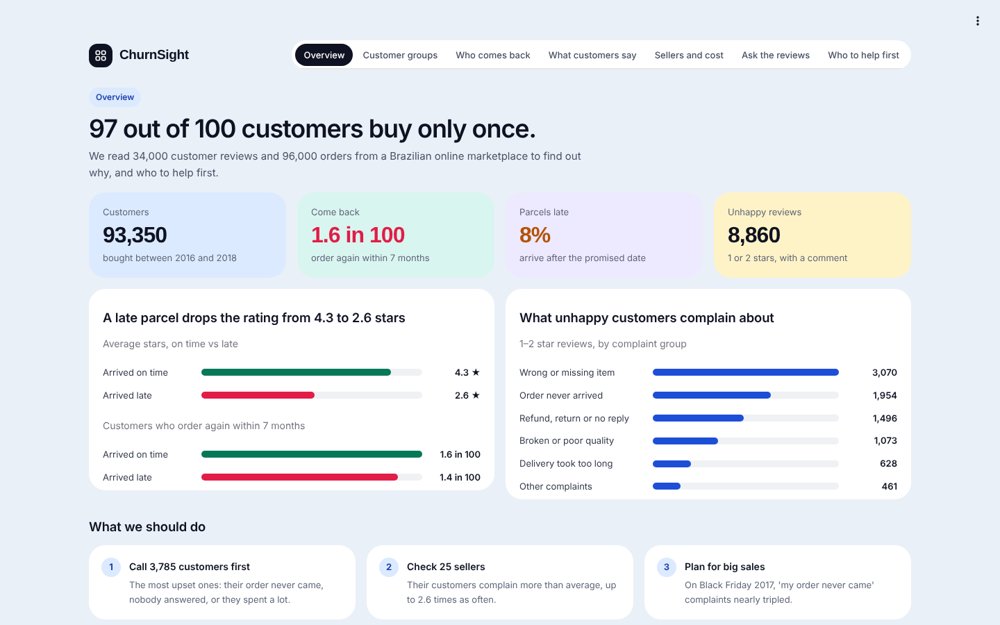 ChurnSight
Overview
Customer groups
Who comes back
What customers say
Sellers and cost
Ask the reviews
Who to help first
Overview
97 out of 100 customers buy only once.
We read 34,000 customer reviews and 96,000 orders from a Brazilian online marketplace to find out
why, and who to help first.
Customers
93,350
bought between 2016 and 2018
Come back
1.6 in 100
order again within 7 months
Parcels late
8%
arrive after the promised date
Unhappy reviews
8,860
1 or 2 stars, with a comment
A late parcel drops the rating from 4.3 to 2.6 stars
Average stars, on time vs late
Arrived on time 4.3 ★
Arrived late 2.6 ★
Customers who order again within 7 months
Arrived on time 1.6 in 100
Arrived late 1.4 in 100
What unhappy customers complain about
1–2 star reviews, by complaint group
Wrong or missing item 3,070
Order never arrived 1,954
Refund, return or no reply 1,496
Broken or poor quality 1,073
Delivery took too long 628
Other complaints 461
What we should do
1 Call 3,785 customers first
The most upset ones: their order never came,
nobody answered, or they spent a lot.
2 Check 25 sellers
Their customers complain more than average, up
to 2.6 times as often.
3 Plan for big sales
On Black Friday 2017, 'my order never came'
complaints nearly tripled.